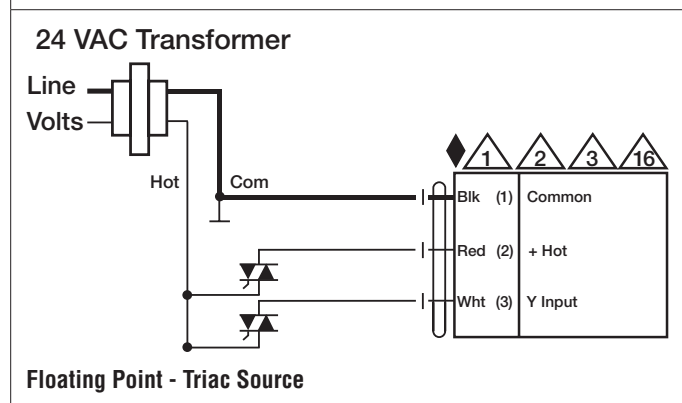 24 VAC Transformer
Line
Volts
Hot
Com
1 2 3 16
Blk (1) Common
Red (2) + Hot
Wht (3) Y Input
Floating Point - Triac Source